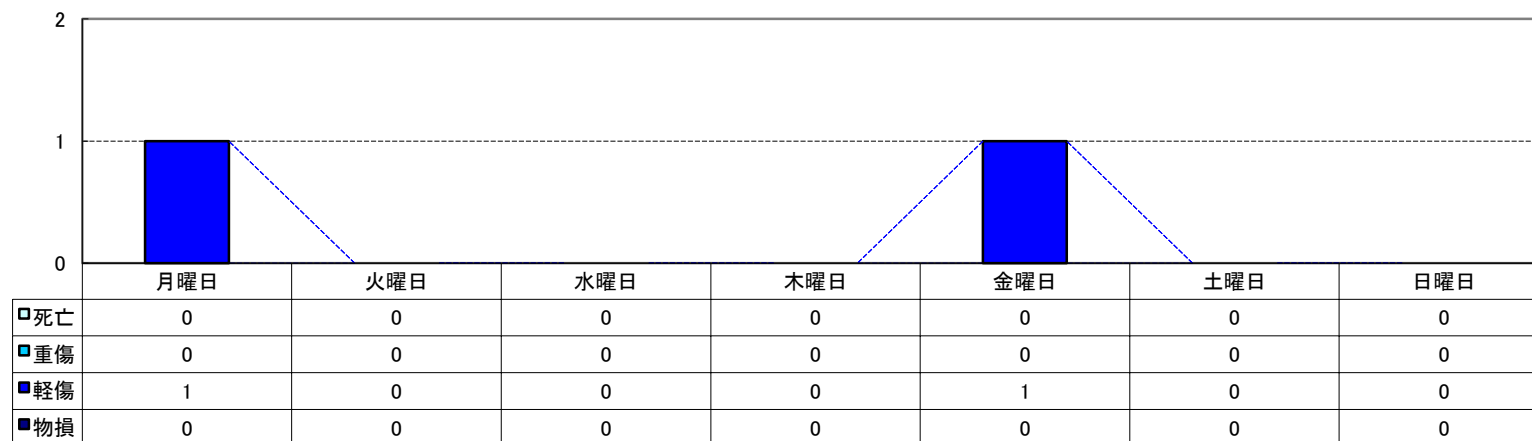 2
1
0
月曜日 火曜日 水曜日 木曜日 金曜日 土曜日 日曜日
死亡 0 0 0 0 0 0 0
重傷 0 0 0 0 0 0 0
軽傷 1 0 0 0 1 0 0
物損 0 0 0 0 0 0 0